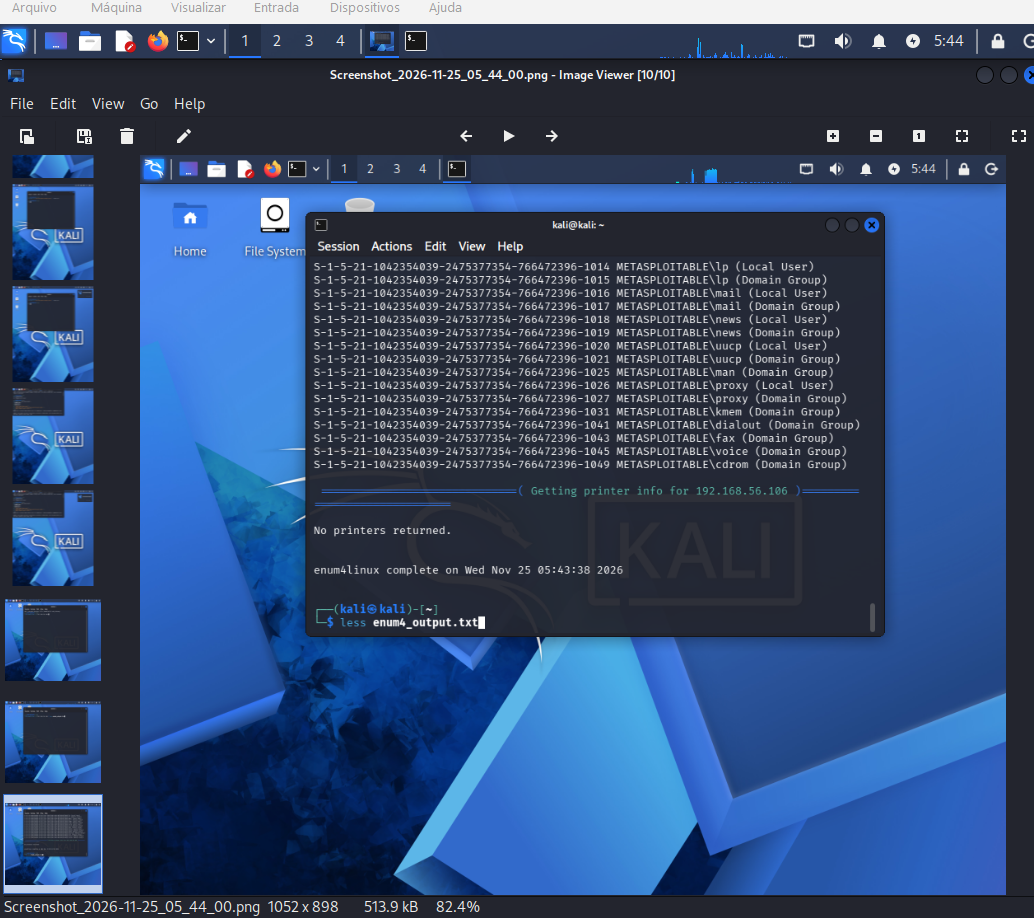 Arquivo Máquina Visualizar Entrada Dispositivos Ajuda
1 2 3 4 5:44
Screenshot_2026-11-25_05_44_00.png - Image Viewer [10/10]
File Edit View Go Help
1 2 3 4 5:44
Home
File System
kali@kali: ~
Session Actions Edit View Help
S-1-5-21-1042354039-2475377354-766472396-1014 METASPLOITABLE\lp (Local User)
S-1-5-21-1042354039-2475377354-766472396-1015 METASPLOITABLE\lp (Domain Group)
S-1-5-21-1042354039-2475377354-766472396-1016 METASPLOITABLE\mail (Local User)
S-1-5-21-1042354039-2475377354-766472396-1017 METASPLOITABLE\mail (Domain Group)
S-1-5-21-1042354039-2475377354-766472396-1018 METASPLOITABLE\news (Local User)
S-1-5-21-1042354039-2475377354-766472396-1019 METASPLOITABLE\news (Domain Group)
S-1-5-21-1042354039-2475377354-766472396-1020 METASPLOITABLE\uucp (Local User)
S-1-5-21-1042354039-2475377354-766472396-1021 METASPLOITABLE\uucp (Domain Group)
S-1-5-21-1042354039-2475377354-766472396-1025 METASPLOITABLE\man (Domain Group)
S-1-5-21-1042354039-2475377354-766472396-1026 METASPLOITABLE\proxy (Local User)
S-1-5-21-1042354039-2475377354-766472396-1027 METASPLOITABLE\proxy (Domain Group)
S-1-5-21-1042354039-2475377354-766472396-1031 METASPLOITABLE\kmem (Domain Group)
S-1-5-21-1042354039-2475377354-766472396-1041 METASPLOITABLE\dialout (Domain Group)
S-1-5-21-1042354039-2475377354-766472396-1043 METASPLOITABLE\fax (Domain Group)
S-1-5-21-1042354039-2475377354-766472396-1045 METASPLOITABLE\voice (Domain Group)
S-1-5-21-1042354039-2475377354-766472396-1049 METASPLOITABLE\cdrom (Domain Group)
( Getting printer info for 192.168.56.106 )
No printers returned.
enum4linux complete on Wed Nov 25 05:43:38 2026
(kali㉿kali)-[~]
$ less enum4_output.txt
KALI
KALI
KALI
KALI
KALI
Screenshot_2026-11-25_05_44_00.png 1052 x 898 513.9 kB 82.4%